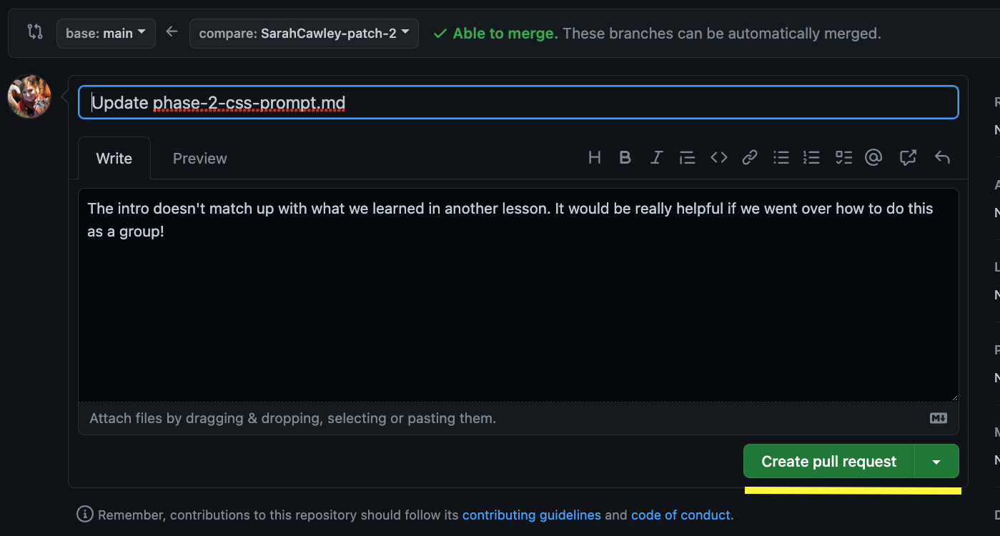 base: main compare: SarahCawley-patch-2 Able to merge. These branches can be automatically merged.
Update phase-2-css-prompt.md
Write Preview
The intro doesn't match up with what we learned in another lesson. It would be really helpful if we went over how to do this
as a group!
Attach files by dragging & dropping, selecting or pasting them.
Create pull request
Remember, contributions to this repository should follow its contributing guidelines and code of conduct.